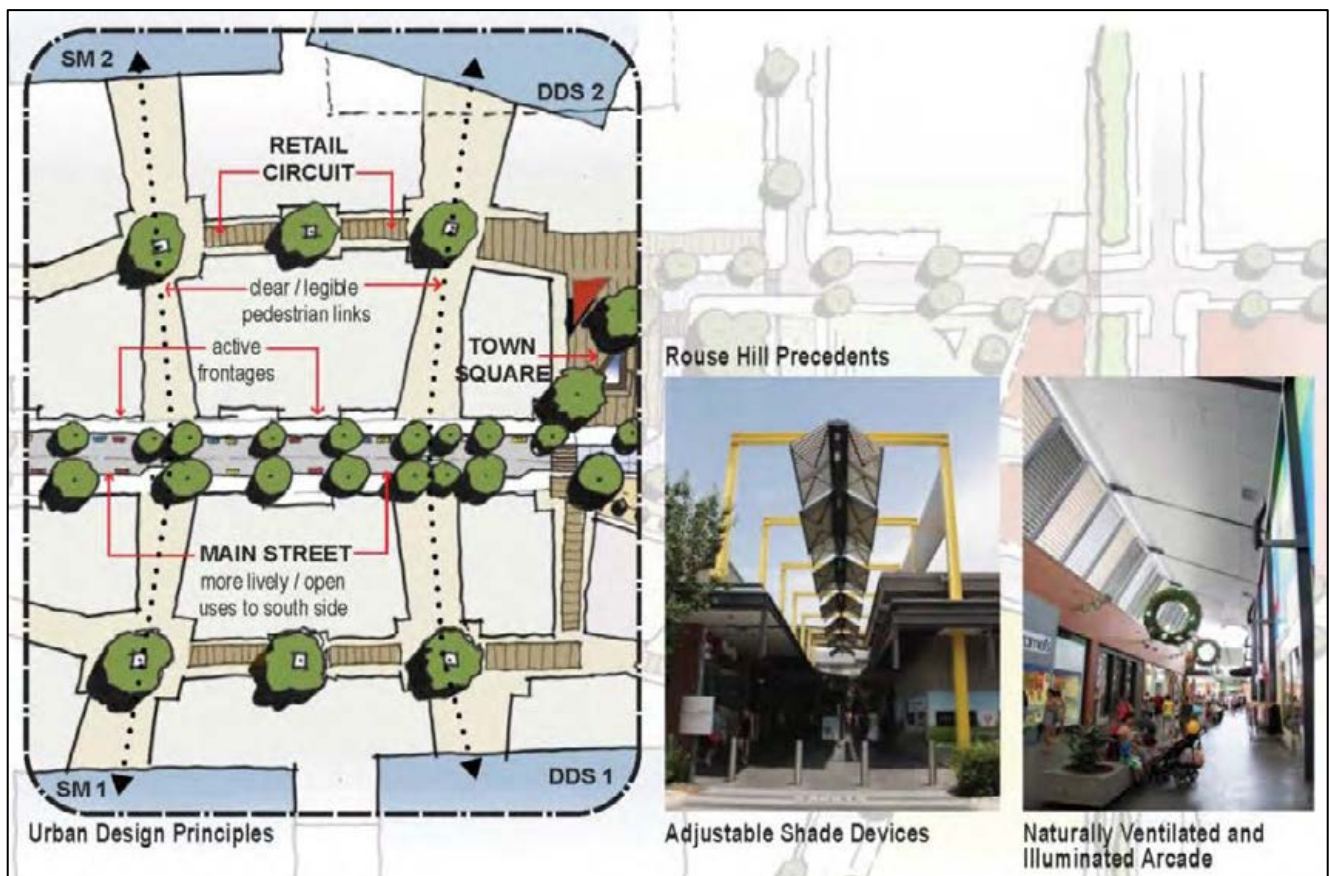 SM 2
DDS 2
RETAIL
CIRCUIT
clear / legible
pedestrian links
active
frontages
TOWN
SQUARE
MAIN STREET
more lively / open
uses to south side
SM 1
DDS 1
Urban Design Principles
Rouse Hill Precedents
Adjustable Shade Devices
Naturally Ventilated and
Illuminated Arcade